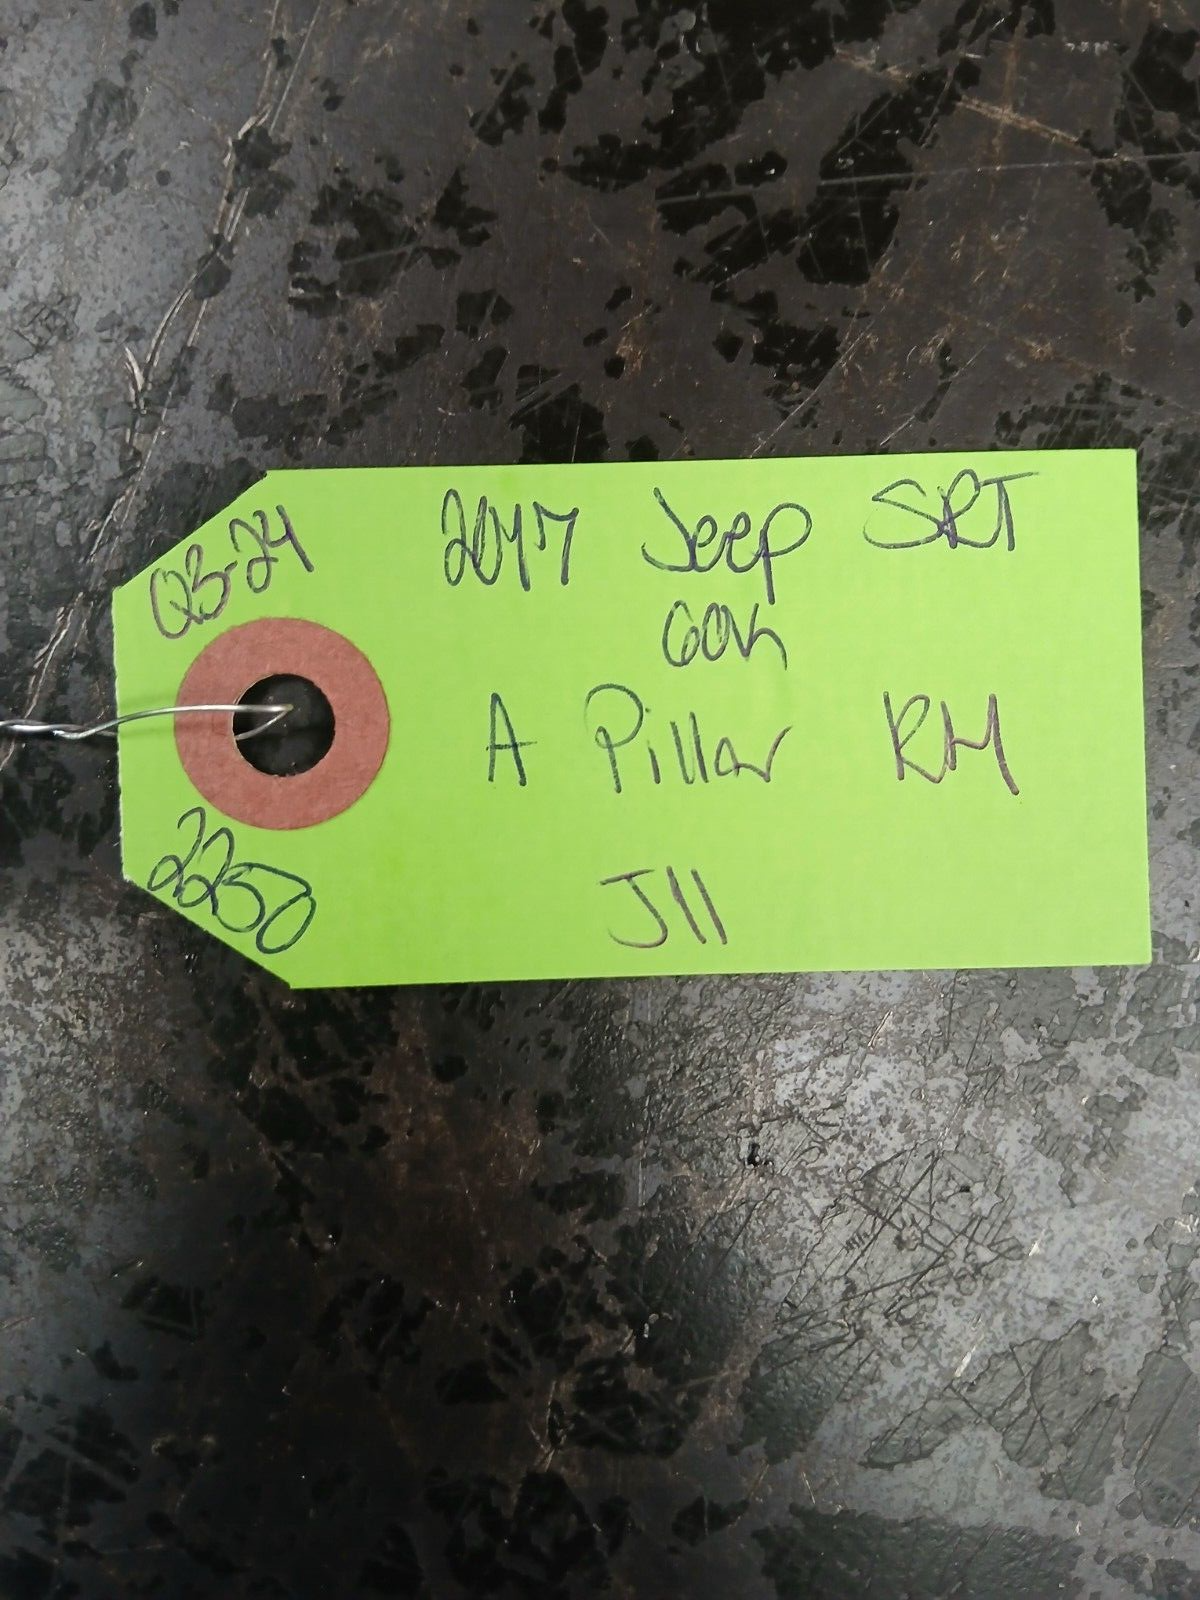 Q3-24
2017 Jeep SRT
60K
A Pillar RH
2250
J11